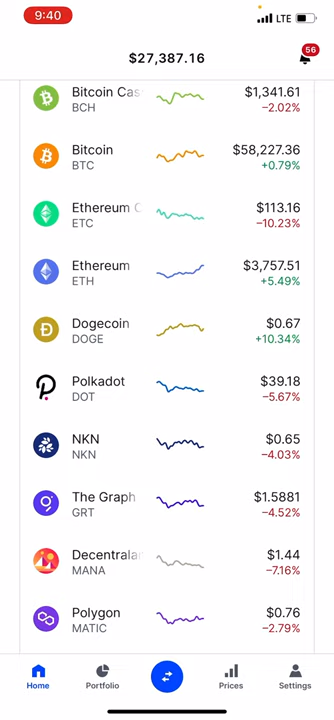 9:40
LTE
$27,387.16
56
Bitcoin Cas
$1,341.61
BCH
−2.02%
Bitcoin
$58,227.36
BTC
+0.79%
Ethereum C
$113.16
ETC
−10.23%
Ethereum
$3,757.51
ETH
+5.49%
Dogecoin
$0.67
DOGE
+10.34%
Polkadot
$39.18
DOT
−5.67%
NKN
$0.65
NKN
−4.03%
The Graph
$1.5881
GRT
−4.52%
Decentrala
$1.44
MANA
−7.16%
Polygon
$0.76
MATIC
−2.79%
Home
Portfolio
Prices
Settings